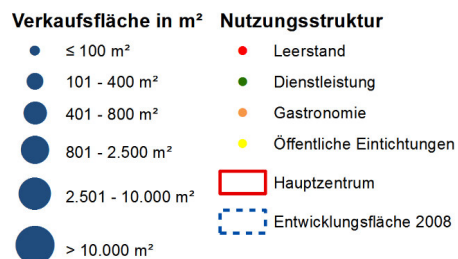 Verkaufsfläche in m²
≤ 100 m²
101 - 400 m²
401 - 800 m²
801 - 2.500 m²
2.501 - 10.000 m²
> 10.000 m²
Nutzungsstruktur
Leerstand
Dienstleistung
Gastronomie
Öffentliche Eintichtungen
Hauptzentrum
Entwicklungsfläche 2008